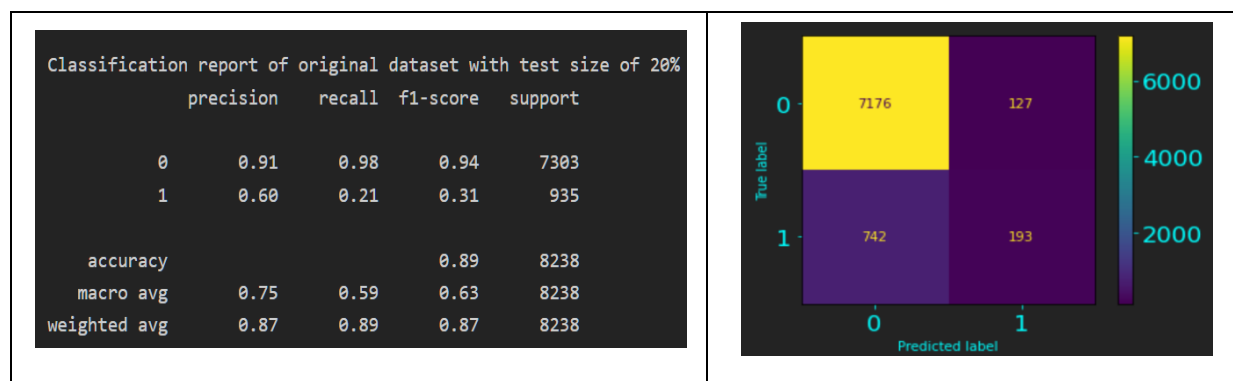 Classification report of original dataset with test size of 20%
precision recall f1-score support
0 0.91 0.98 0.94 7303
1 0.60 0.21 0.31 935
accuracy 0.89 8238
macro avg 0.75 0.59 0.63 8238
weighted avg 0.87 0.89 0.87 8238
True label
0
1
7176 127
742 193
0 1
Predicted label
6000
4000
2000